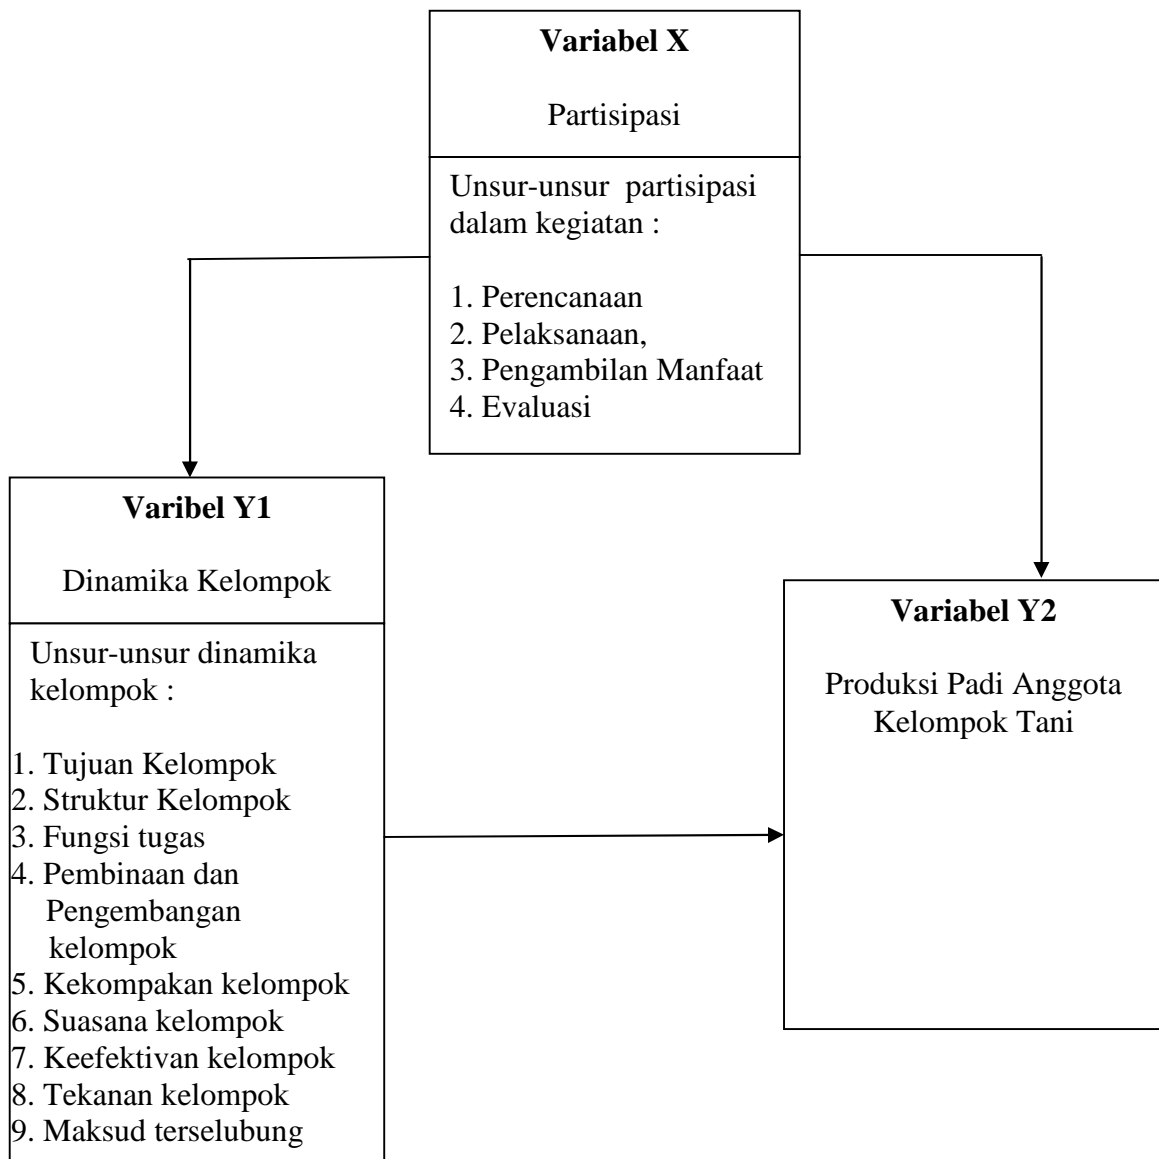 Variabel X
Partisipasi
Unsur-unsur partisipasi
dalam kegiatan :
1. Perencanaan
2. Pelaksanaan,
3. Pengambilan Manfaat
4. Evaluasi
Varibel Y1
Dinamika Kelompok
Unsur-unsur dinamika
kelompok :
1. Tujuan Kelompok
2. Struktur Kelompok
3. Fungsi tugas
4. Pembinaan dan
Pengembangan
kelompok
5. Kekompakan kelompok
6. Suasana kelompok
7. Keefektivan kelompok
8. Tekanan kelompok
9. Maksud terselubung
Variabel Y2
Produksi Padi Anggota
Kelompok Tani